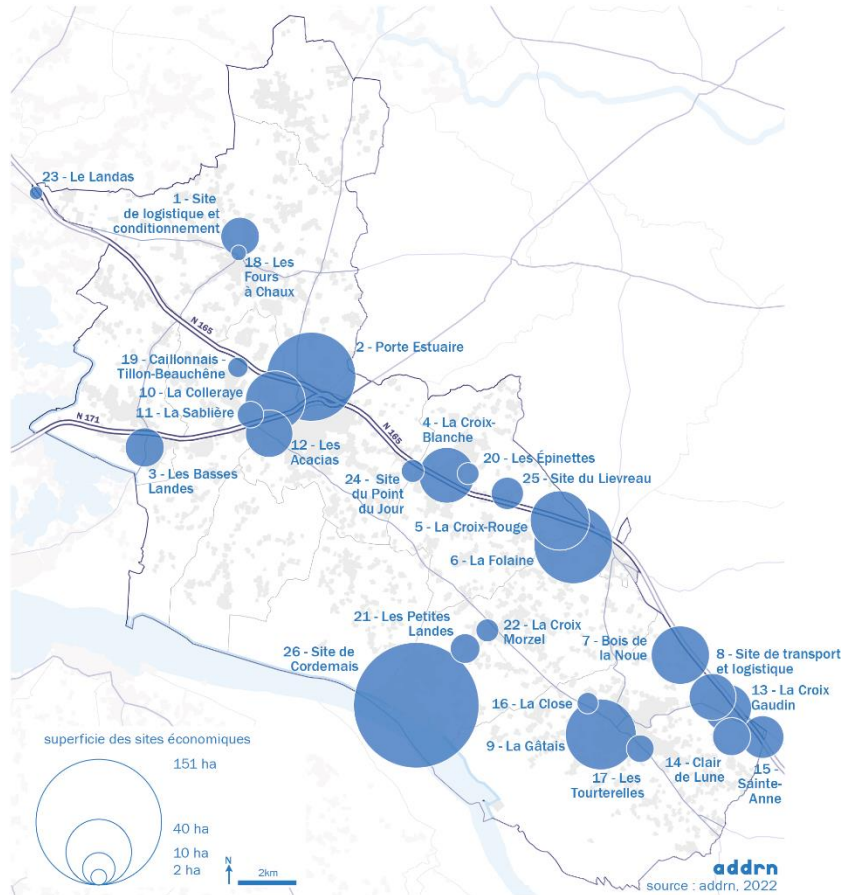 23 - Le Landas
1 - Site
de logistique et
conditionnement
18 - Les
Fours
à Chaux
N 165
2 - Porte Estuaire
19 - Caillonnais -
Tillon-Beauchêne
10 - La Colleraye
11 - La Sablière
N 171
12 - Les
Acacias
3 - Les Basses
Landes
N 165
4 - La Croix-
Blanche
20 - Les Épinettes
24 - Site
du Point
du Jour
25 - Site du Lievreau
5 - La Croix-Rouge
6 - La Folaine
21 - Les Petites
Landes
22 - La Croix
Morzel
26 - Site de
Cordemais
7 - Bois de
la Noue
8 - Site de transport
et logistique
13 - La Croix
Gaudin
16 - La Close
9 - La Gâtais
17 - Les
Tourterelles
14 - Clair
de Lune
15 -
Sainte-
Anne
superficie des sites économiques
151 ha
40 ha
10 ha
2 ha
N
2km
addrn
source : addrn, 2022